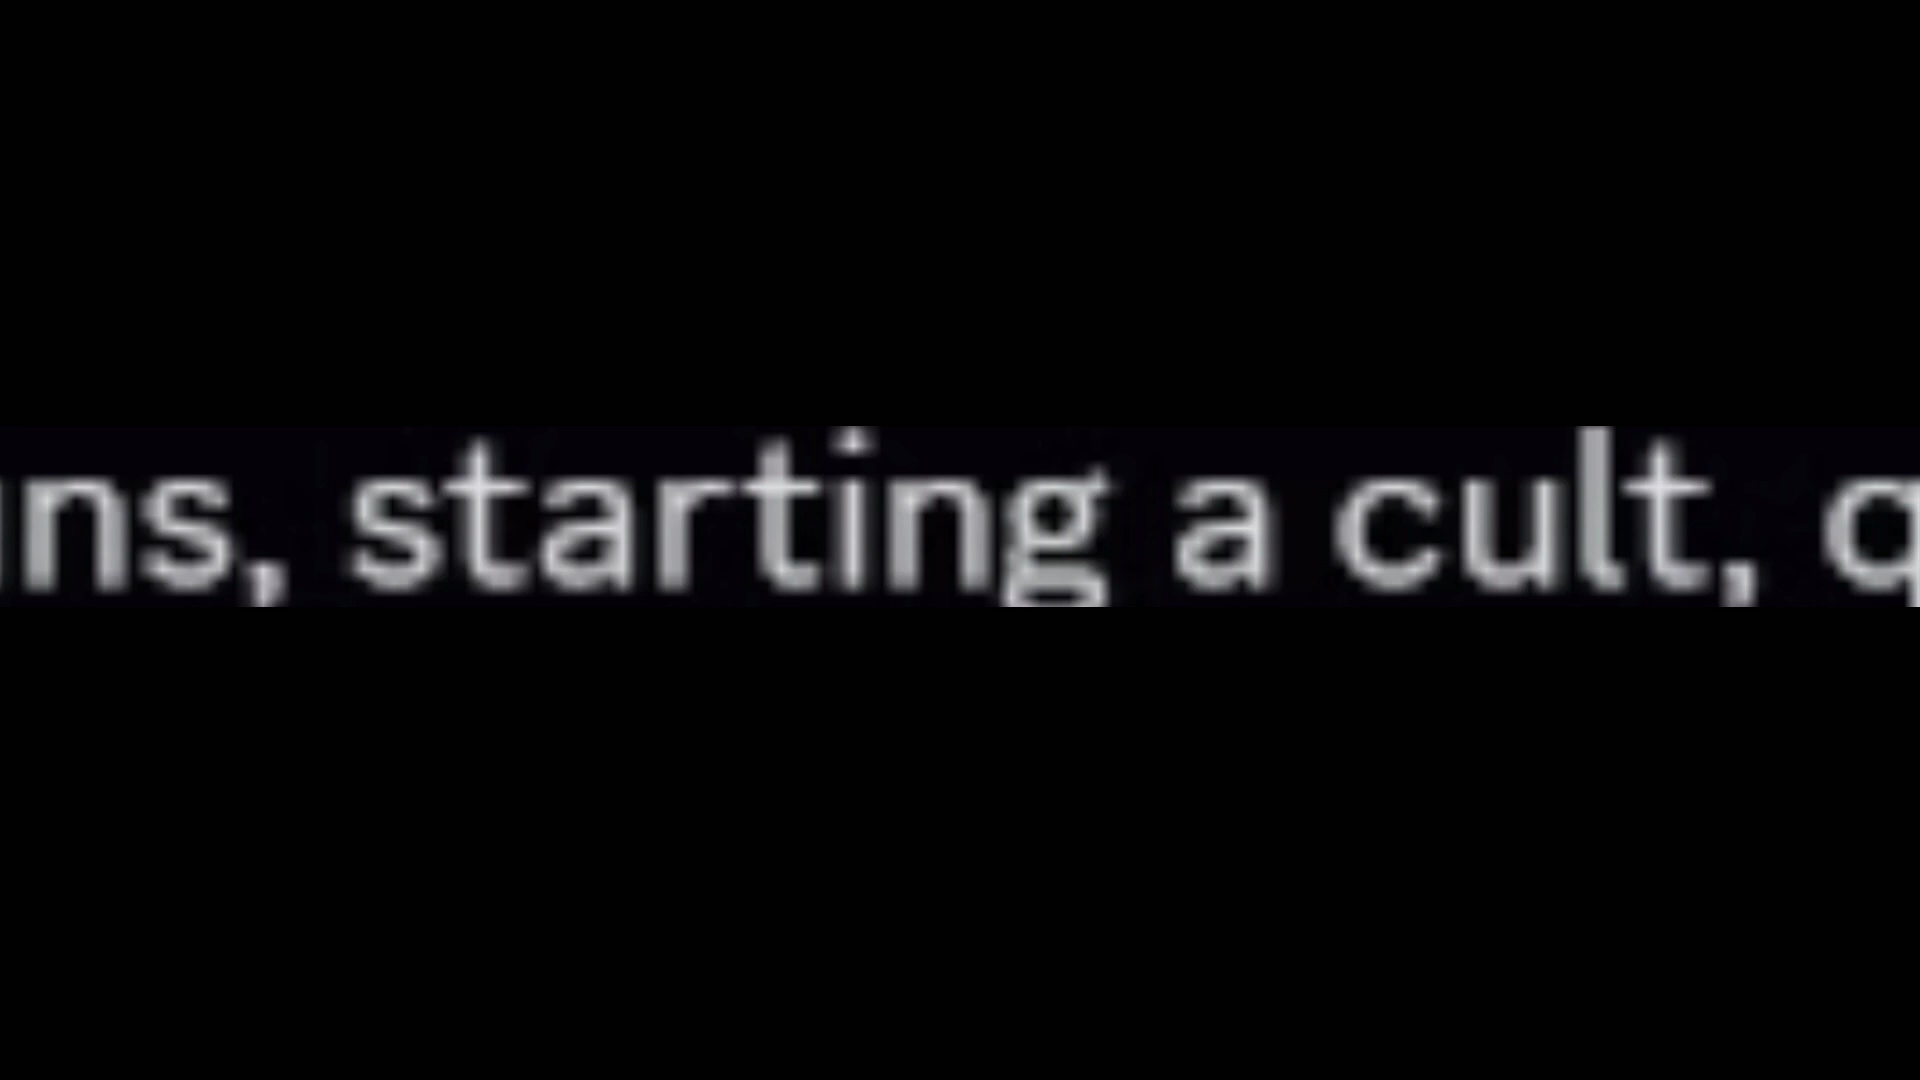 ns, starting a cult, q